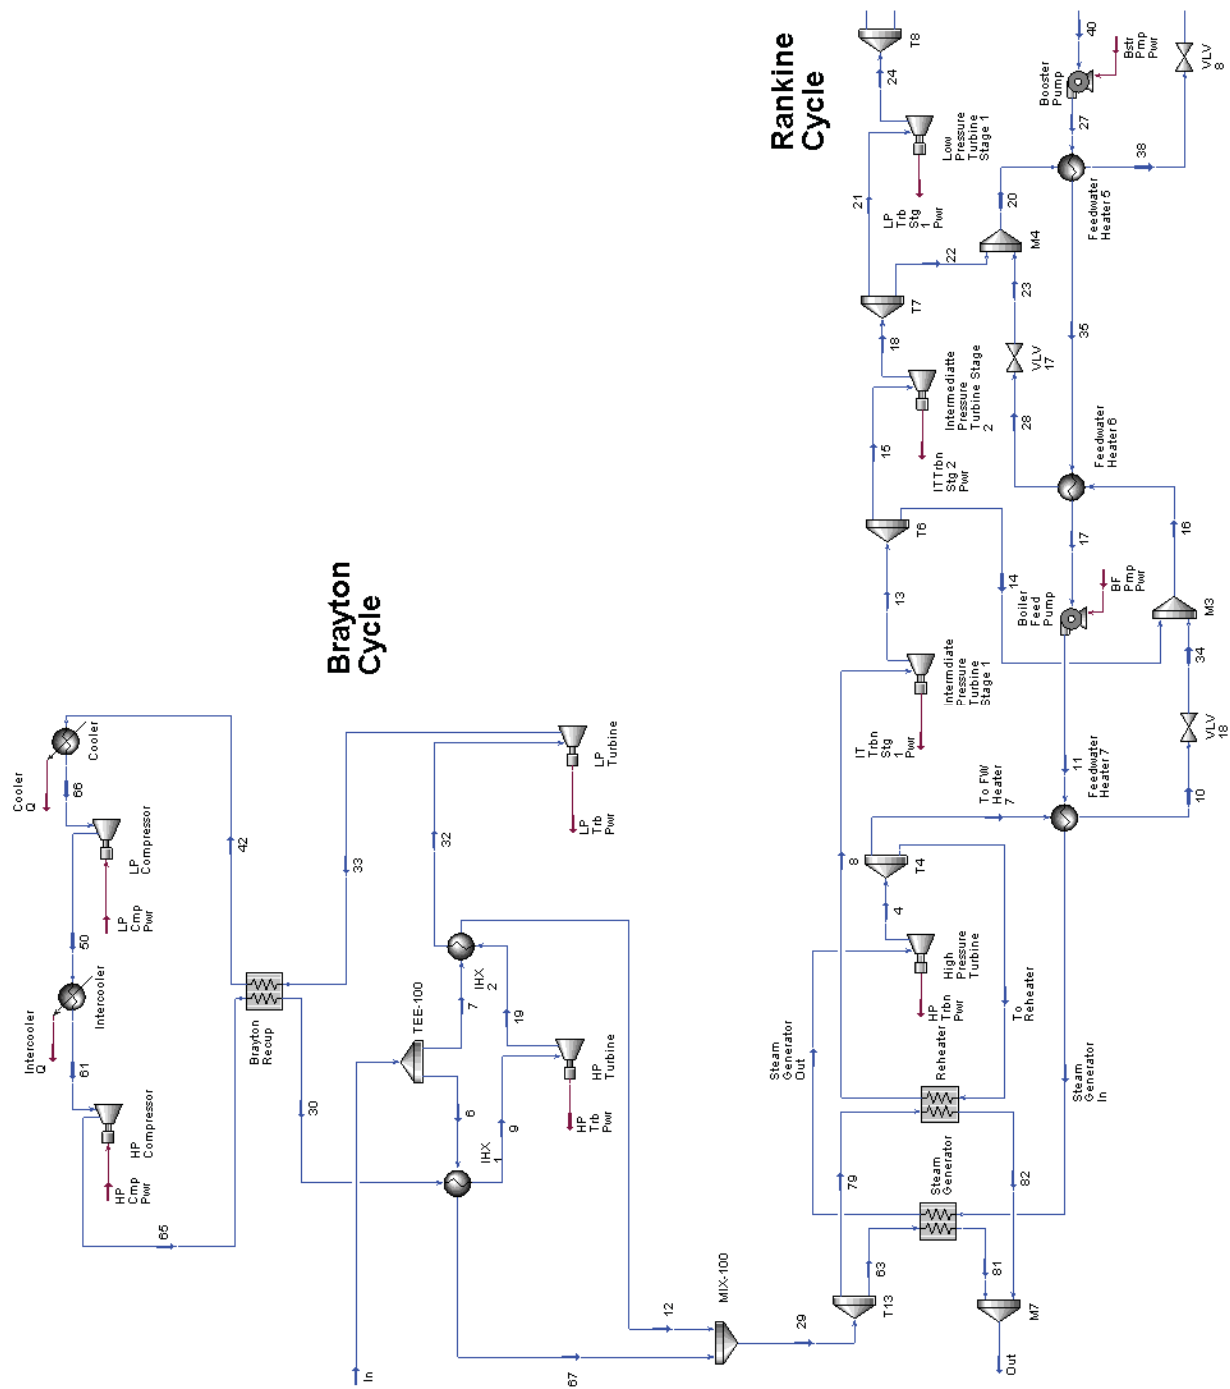 Brayton
Cycle
Rankine
Cycle
Cooler
Q
Cooler
66
LP
Cmp
Pwr
LP
Compressor
50
42
Intercooler
Q
Intercooler
61
HP
Cmp
Pwr
HP
Compressor
65
Brayton
Recup
30
33
32
LP
Turbine
LP
Trb
Pwr
TEE-100
7
IHX
2
19
6
IHX
1
9
HP
Turbine
HP
Trb
Pwr
In
67
12
MIX-100
29
T13
79
63
Steam
Generator
81
82
M7
Out
Reheater
To
Reheater
Steam
Generator
Out
Steam
Generator
In
High
Pressure
Turbine
HP
Trbn
Pwr
4
T4
8
To FW
Heater
7
Feedwater
Heater 7
11
10
VLV
18
34
M3
16
Boiler
Feed
Pump
BF
Pmp
Pwr
17
14
IT
Trbn
Stg
1 Pwr
Intermdiate
Pressure
Turbine
Stage 1
13
T6
15
IT Trbn
Stg 2
Pwr
Intermediatte
Pressure
Turbine Stage
2
18
T7
Feedwater
Heater 6
28
VLV
17
23
22
M4
20
35
21
LP
Trb
Stg
1 Pwr
Low
Pressure
Turbine
Stage 1
24
T8
Feedwater
Heater 5
38
27
Booster
Pump
Bstr
Pmp
Pwr
40
VLV
8